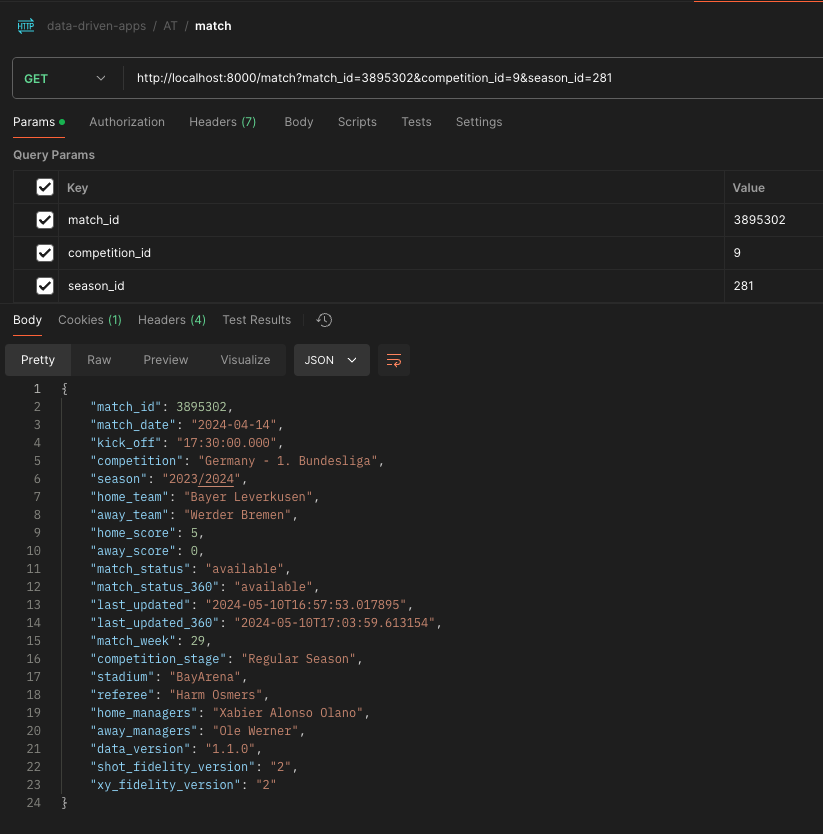 HTTP data-driven-apps / AT / match
GET http://localhost:8000/match?match_id=3895302&competition_id=9&season_id=281
Params Authorization Headers (7) Body Scripts Tests Settings
Query Params
Key Value
match_id 3895302
competition_id 9
season_id 281
Body Cookies (1) Headers (4) Test Results
Pretty Raw Preview Visualize JSON
1 {
2 "match_id": 3895302,
3 "match_date": "2024-04-14",
4 "kick_off": "17:30:00.000",
5 "competition": "Germany - 1. Bundesliga",
6 "season": "2023/2024",
7 "home_team": "Bayer Leverkusen",
8 "away_team": "Werder Bremen",
9 "home_score": 5,
10 "away_score": 0,
11 "match_status": "available",
12 "match_status_360": "available",
13 "last_updated": "2024-05-10T16:57:53.017895",
14 "last_updated_360": "2024-05-10T17:03:59.613154",
15 "match_week": 29,
16 "competition_stage": "Regular Season",
17 "stadium": "BayArena",
18 "referee": "Harm Osmers",
19 "home_managers": "Xabier Alonso Olano",
20 "away_managers": "Ole Werner",
21 "data_version": "1.1.0",
22 "shot_fidelity_version": "2",
23 "xy_fidelity_version": "2"
24 }